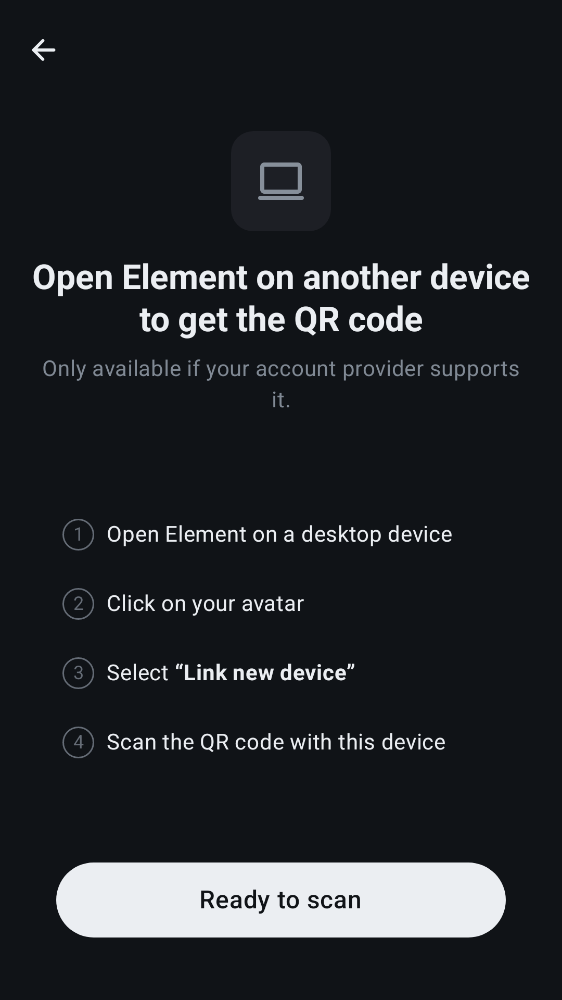 Open Element on another device
to get the QR code
Only available if your account provider supports
it.
1 Open Element on a desktop device
2 Click on your avatar
3 Select “Link new device”
4 Scan the QR code with this device
Ready to scan